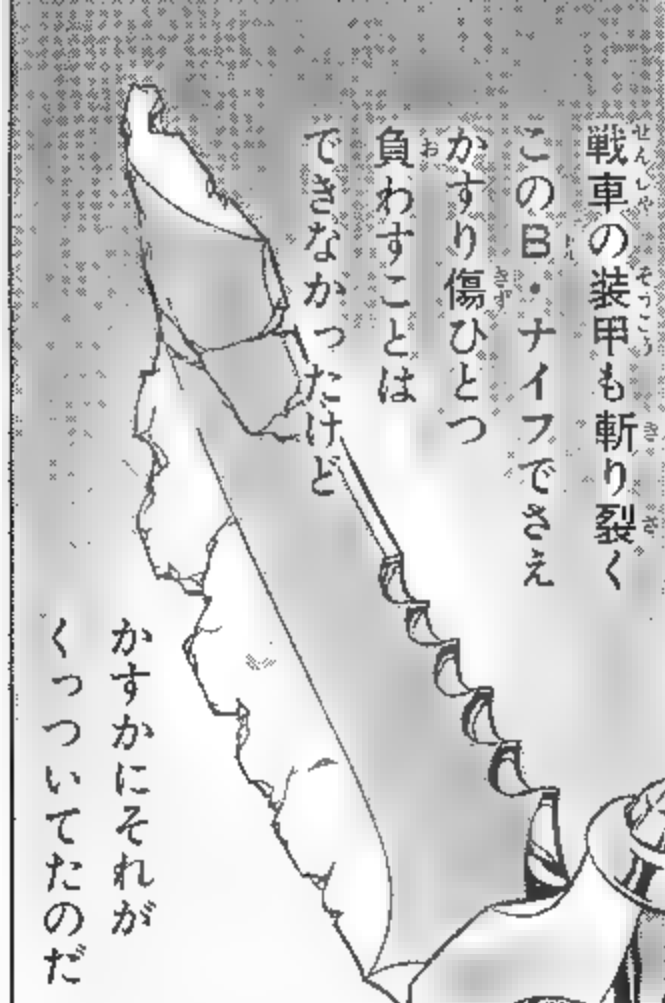 戦車の装甲も斬り裂く
このB・ナイフでさえ
かすり傷ひとつ
負わすことは
できなかったけど
かすかにそれが
くっついてたのだ